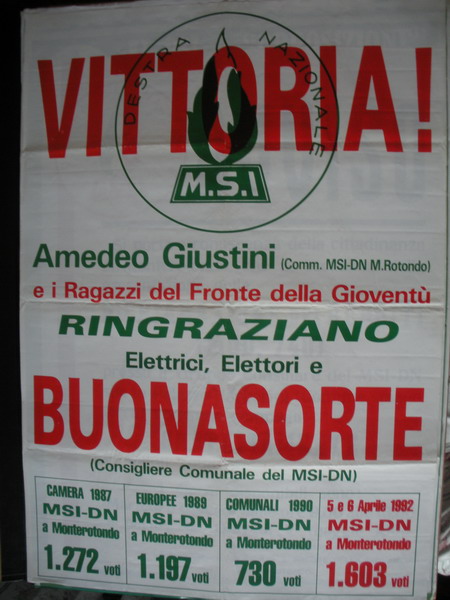 VITTORIA!
DESTRA NAZIONALE
M.S.I
Amedeo Giustini (Comm. MSI-DN M.Rotondo)
e i Ragazzi del Fronte della Gioventù
RINGRAZIANO
Elettrici, Elettori e
BUONASORTE
(Consigliere Comunale del MSI-DN)
CAMERA 1987
MSI-DN
a Monterotondo
1.272 voti
EUROPEE 1989
MSI-DN
a Monterotondo
1.197 voti
COMUNALI 1990
MSI-DN
a Monterotondo
730 voti
5 e 6 Aprile 1992
MSI-DN
a Monterotondo
1.603 voti